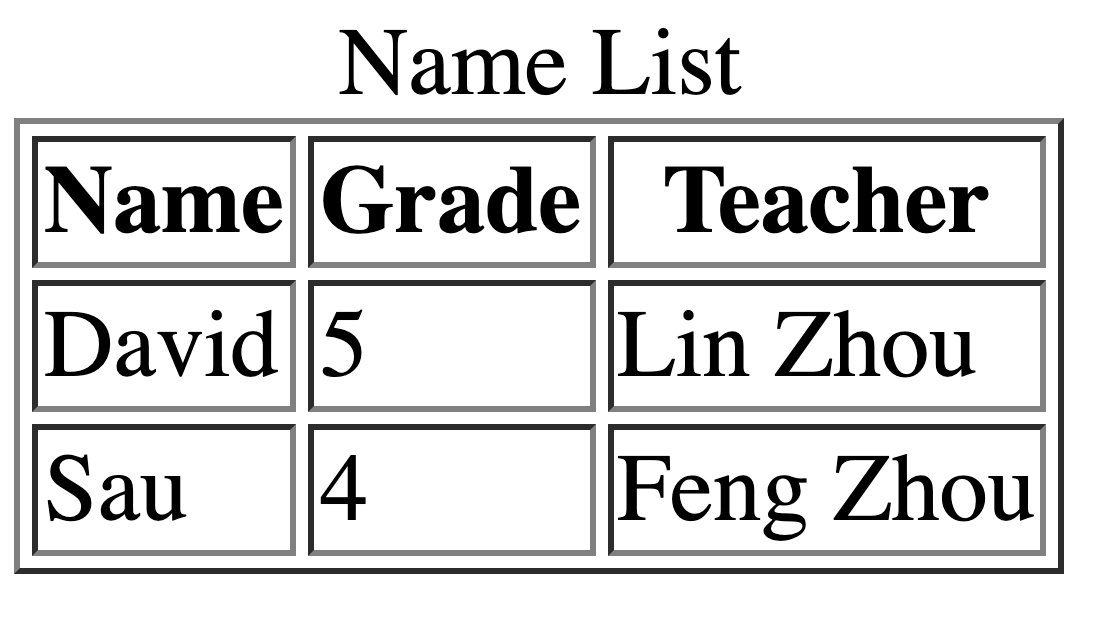 Name List
Name Grade Teacher
David 5 Lin Zhou
Sau 4 Feng Zhou